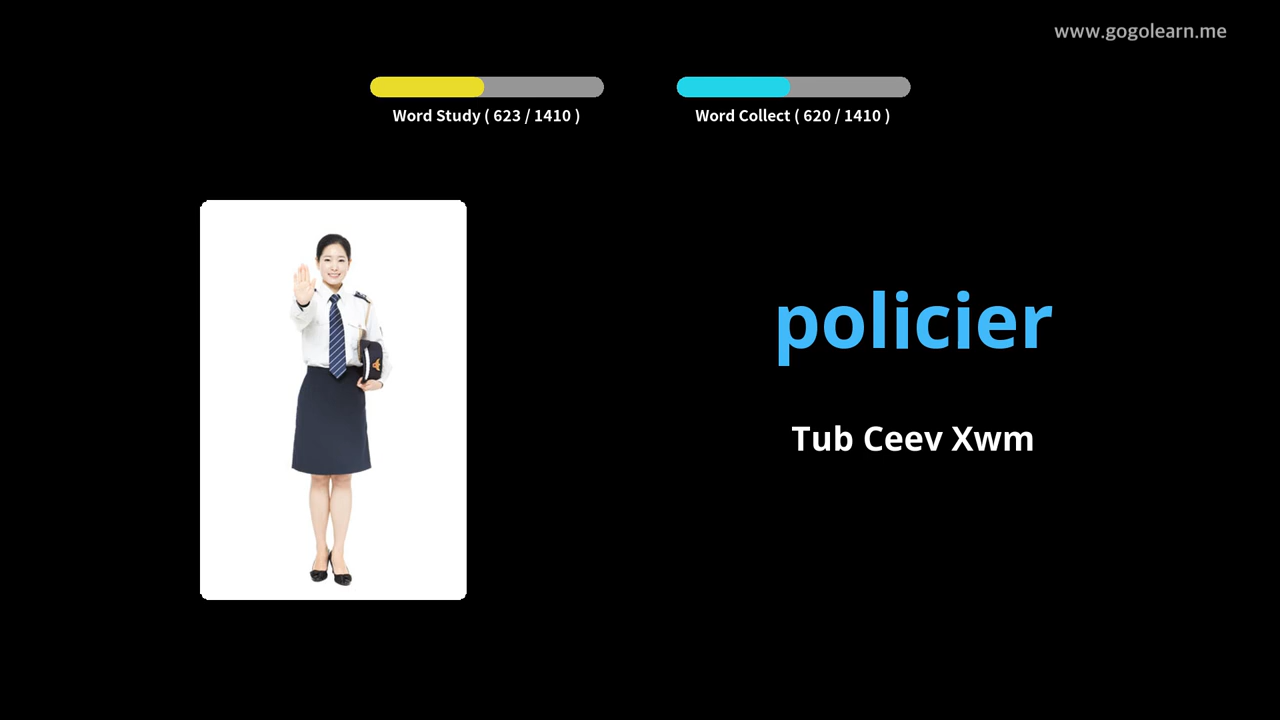 www.gogolearn.me
Word Study ( 623 / 1410 )
Word Collect ( 620 / 1410 )
policier
Tub Ceev Xwm